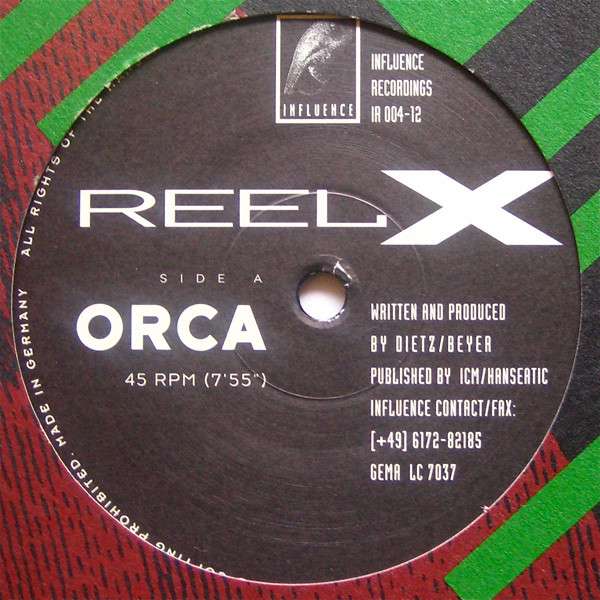 INFLUENCE
INFLUENCE
RECORDINGS
IR 004-12
REEL X
SIDE A
ORCA
45 RPM (7'55")
WRITTEN AND PRODUCED
BY DIETZ/BEYER
PUBLISHED BY ICM/HANSEATIC
INFLUENCE CONTACT/FAX:
[+49] 6172-82185
GEMA LC 7037
PROHIBITED. MADE IN GERMANY ALL RIGHTS OF THE